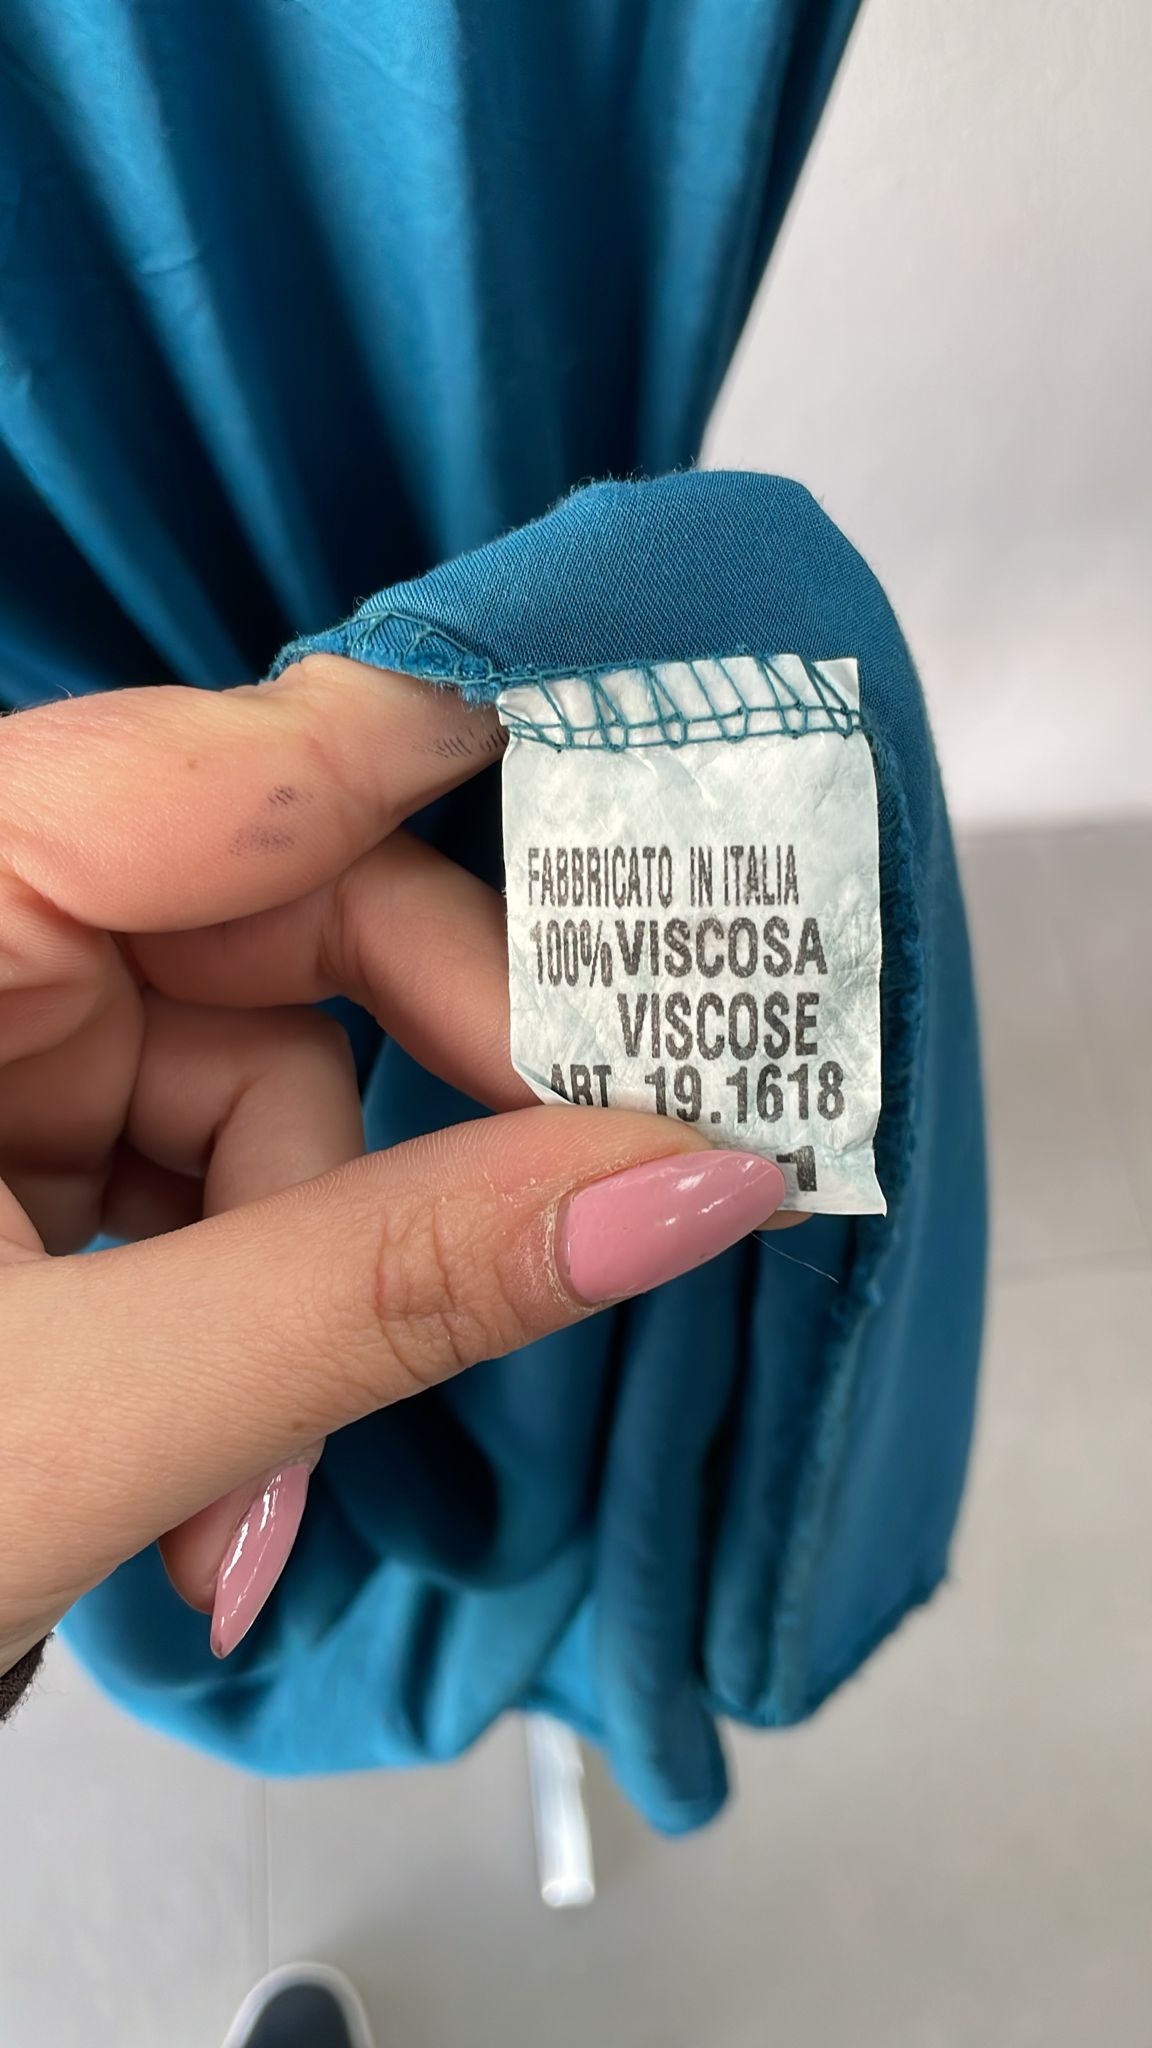 FABBRICATO IN ITALIA
100% VISCOSA
VISCOSE
ART 19.1618